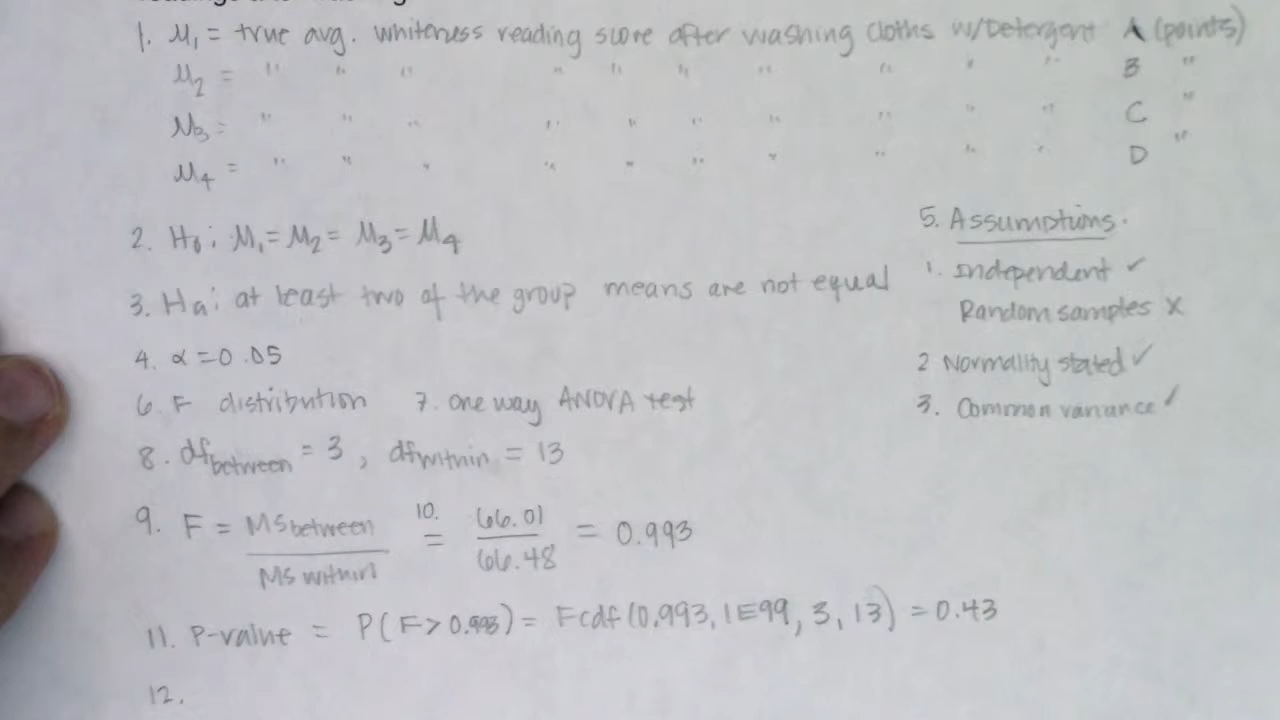 1. μ₁ = true avg. whiteness reading score after washing cloths w/Detergent A (points)
μ₂ = " " " " " " " " " " B "
μ₃ = " " " " " " " " " " C "
μ₄ = " " " " " " " " " " D "
2. H₀: μ₁ = μ₂ = μ₃ = μ₄
3. Ha: at least two of the group means are not equal
4. α = 0.05
6. F distribution 7. one way ANOVA test
8. df between = 3, df within = 13
9. F = MS between / MS within 10. = 66.01 / 66.48 = 0.993
11. P-value = P(F > 0.993) = Fcdf(0.993, 1E99, 3, 13) = 0.43
12.
5. Assumptions.
1. Independent ✓
Random samples x
2 Normality stated ✓
3. Common variance ✓